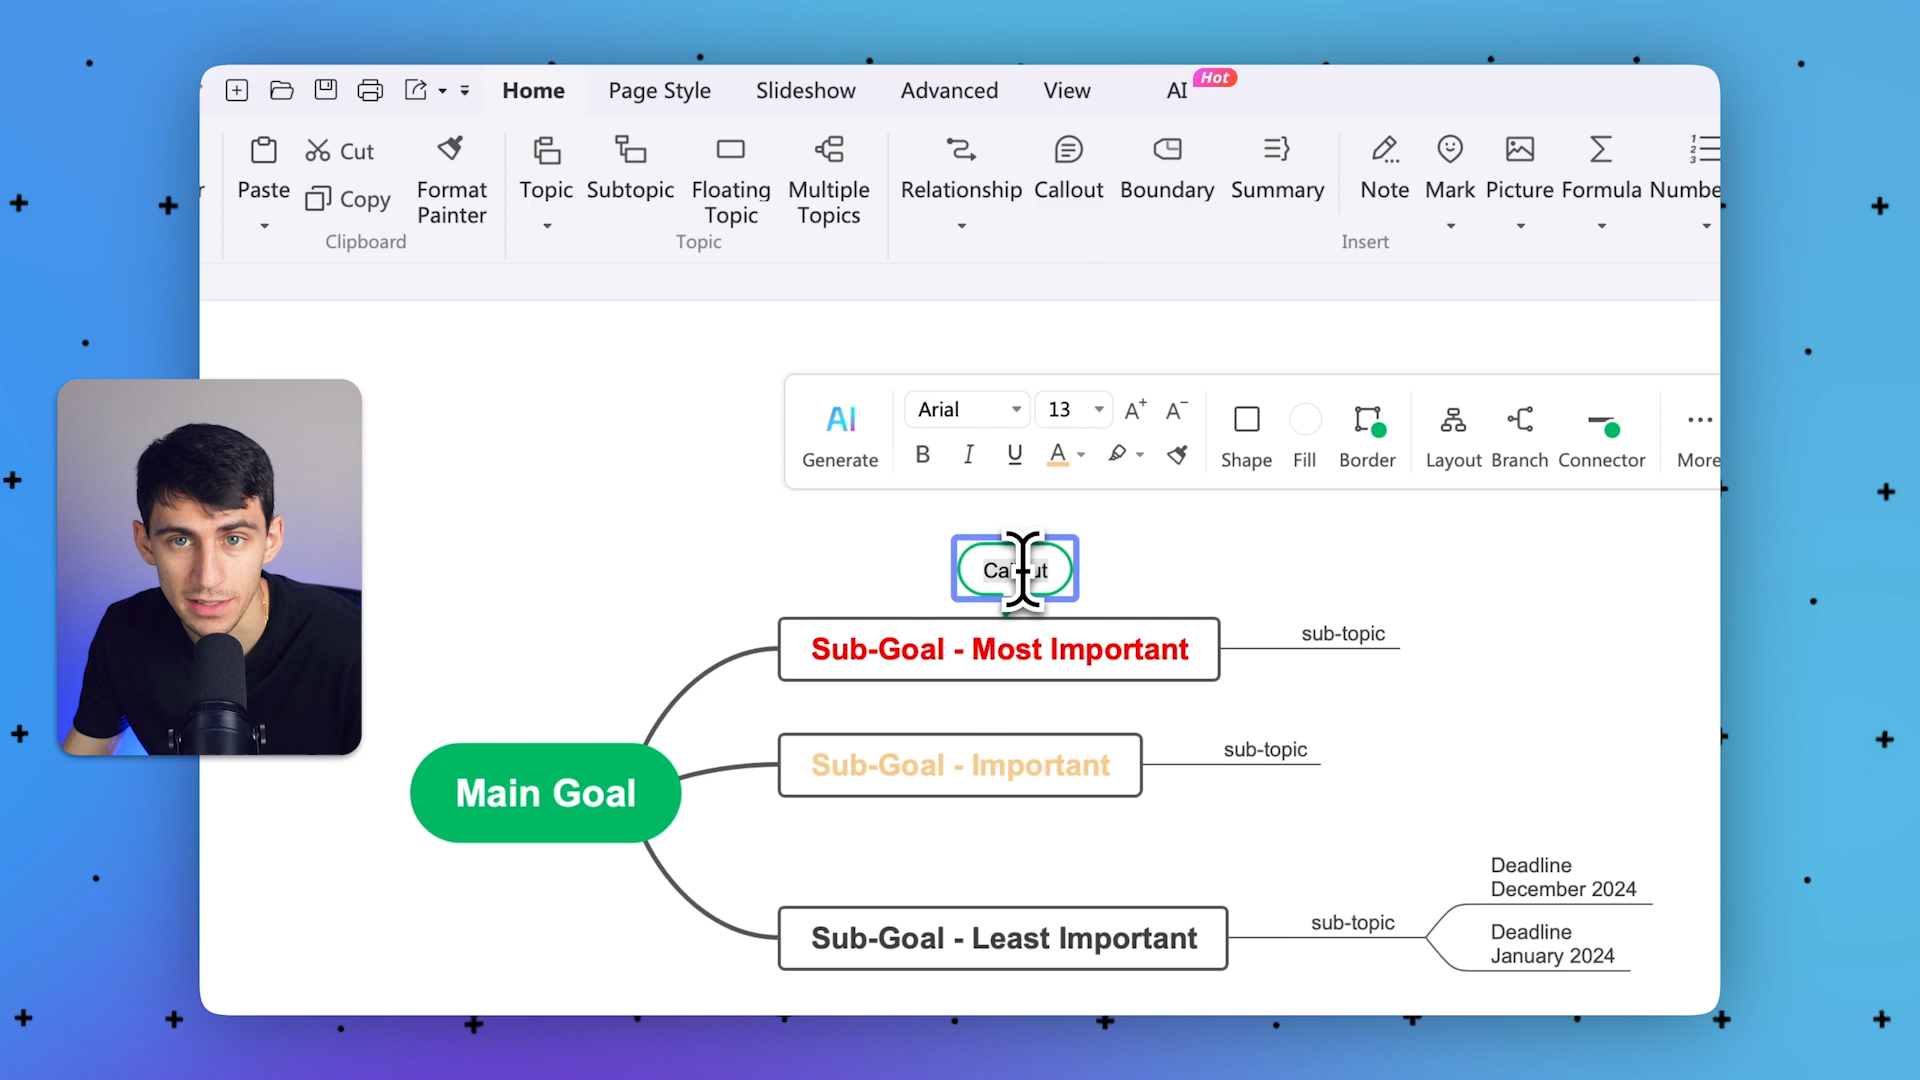 Home Page Style Slideshow Advanced View AI Hot
Paste Cut Copy Format Painter
Topic Subtopic Floating Topic Multiple Topics
Relationship Callout Boundary Summary
Note Mark Picture Formula
Clipboard Topic Insert
AI Arial 13 A+ A-
B I U A
Generate Shape Fill Border Layout Branch Connector More
Sub-Goal - Most Important sub-topic
Sub-Goal - Important sub-topic
Main Goal
Sub-Goal - Least Important sub-topic
Deadline
December 2024
Deadline
January 2024